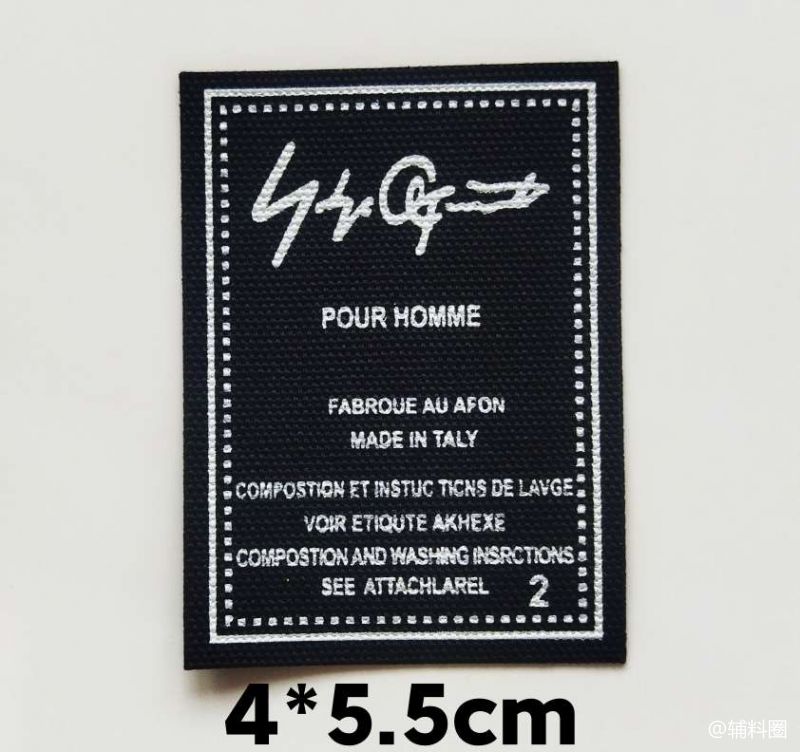 POUR HOMME
FABROUE AU AFON
MADE IN TALY
COMPOSTION ET INSTUC TICNS DE LAVGE
VOIR ETIQUTE AKHEXE
COMPOSTION AND WASHING INSRCTIONS
SEE ATTACHLAREL
2
4*5.5cm
@辅料圈